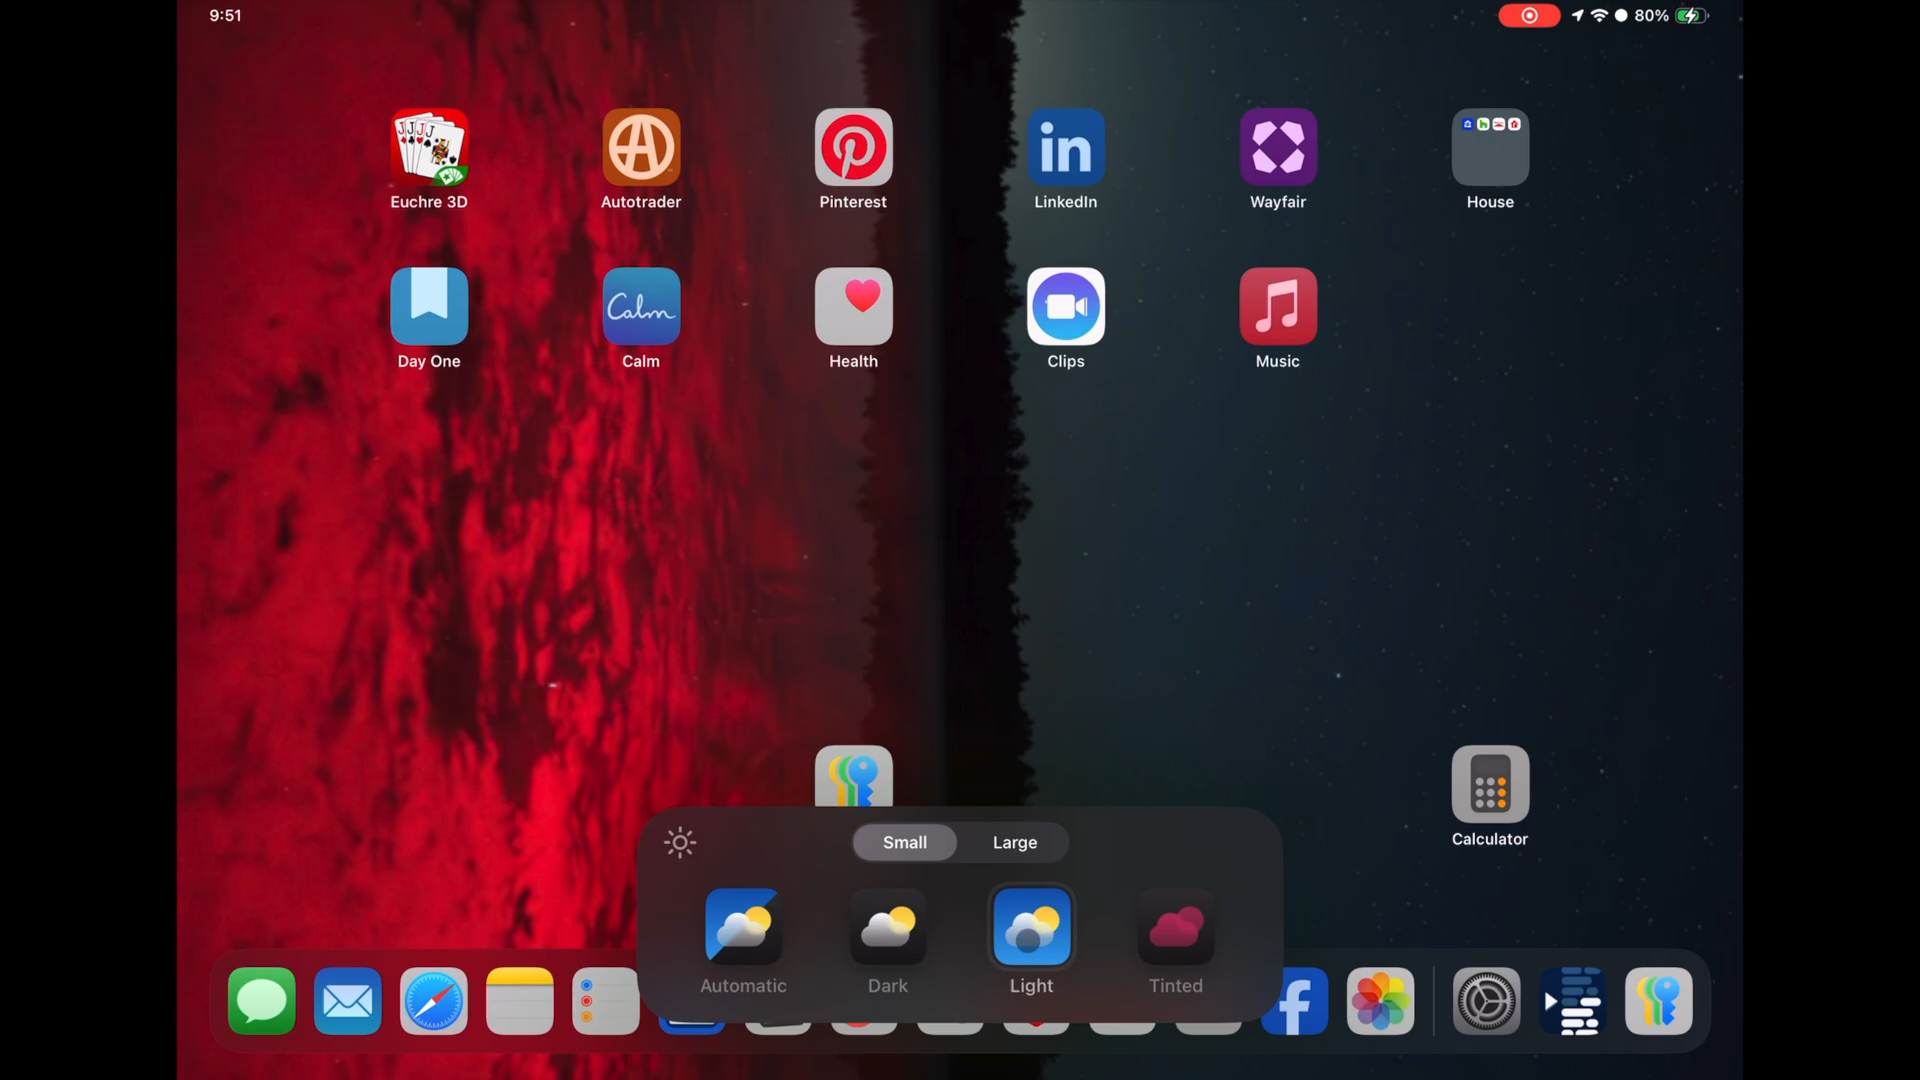 9:51
80%
Euchre 3D
Autotrader
Pinterest
LinkedIn
Wayfair
House
Calm
Day One
Calm
Health
Clips
Music
Calculator
Small
Large
Automatic
Dark
Light
Tinted